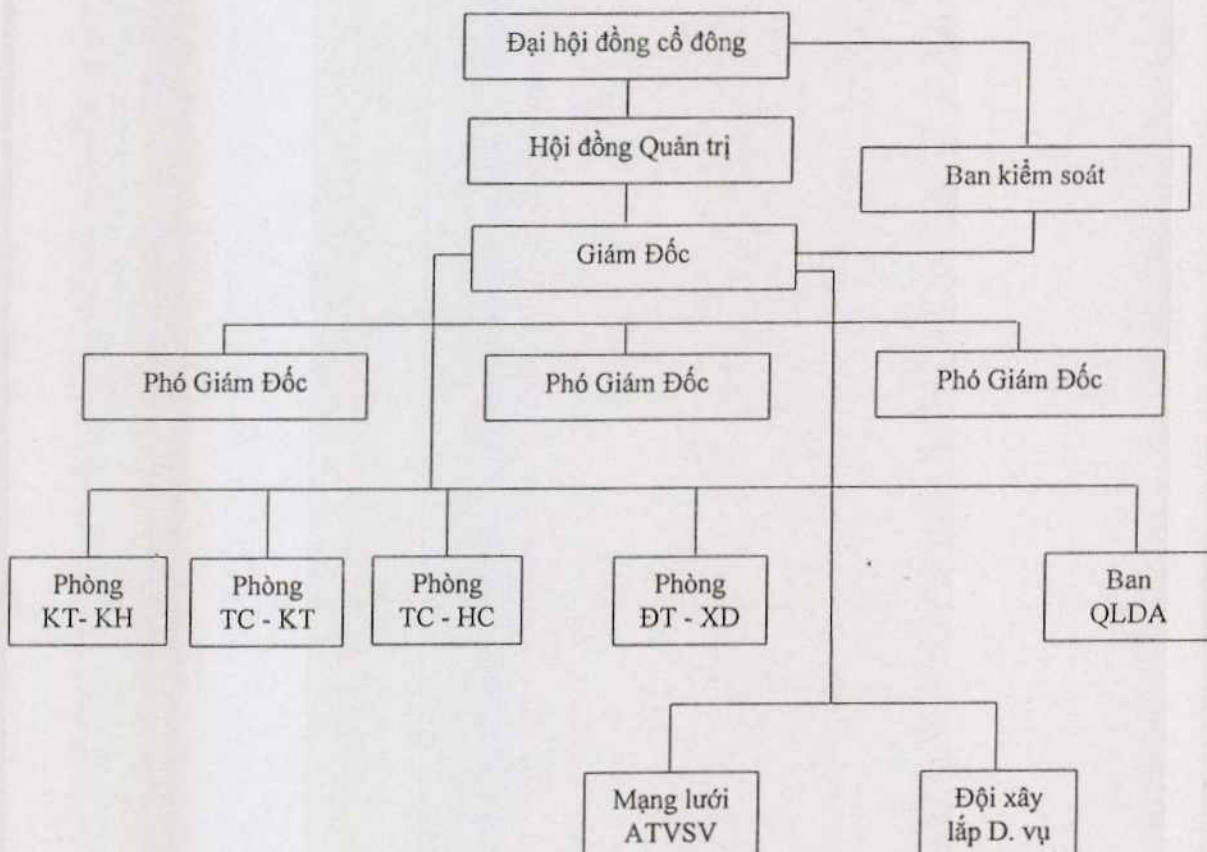 Đại hội đồng cổ đông
Hội đồng Quản trị
Ban kiểm soát
Giám Đốc
Phó Giám Đốc
Phó Giám Đốc
Phó Giám Đốc
Phòng
KT- KH
Phòng
TC - KT
Phòng
TC - HC
Phòng
ĐT - XD
Ban
QLDA
Mạng lưới
ATVSV
Đội xây
lắp D. vụ